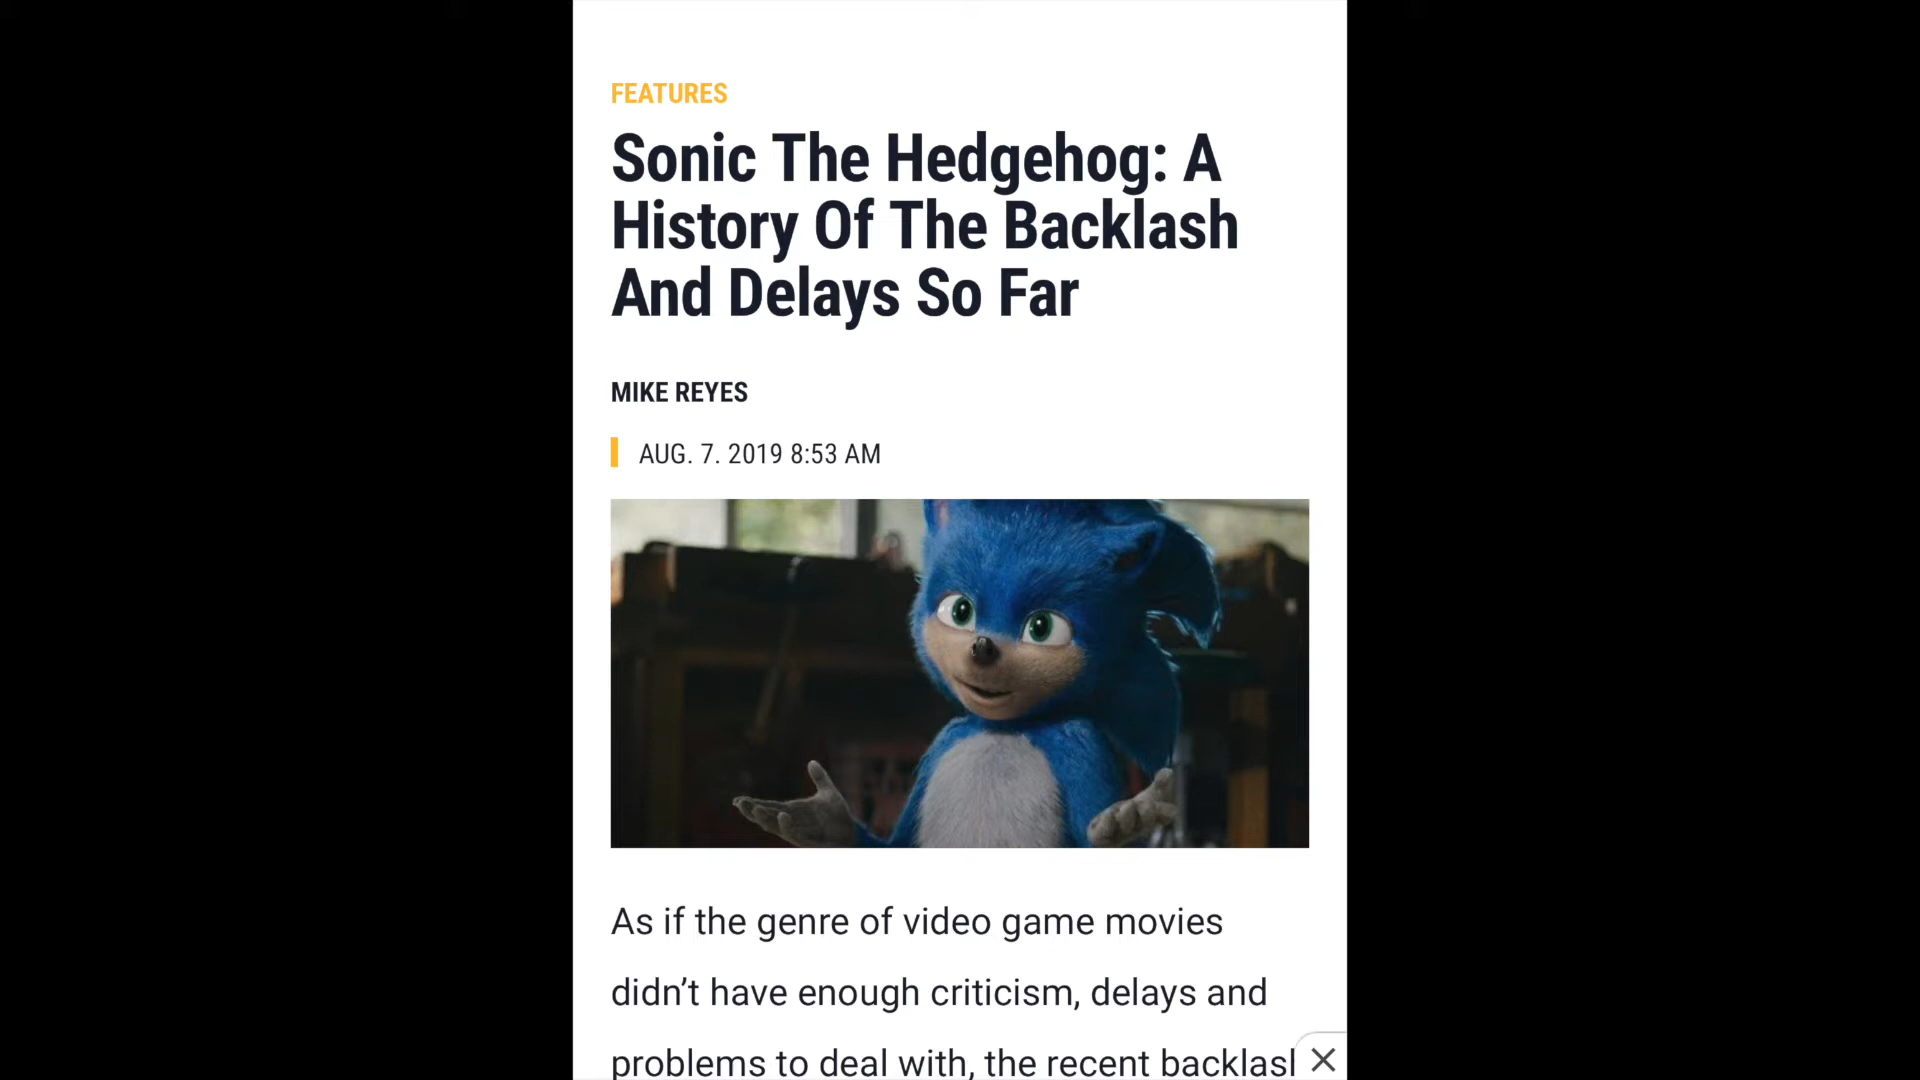 FEATURES
Sonic The Hedgehog: A
History Of The Backlash
And Delays So Far
MIKE REYES
AUG. 7. 2019 8:53 AM
As if the genre of video game movies
didn’t have enough criticism, delays and
problems to deal with, the recent